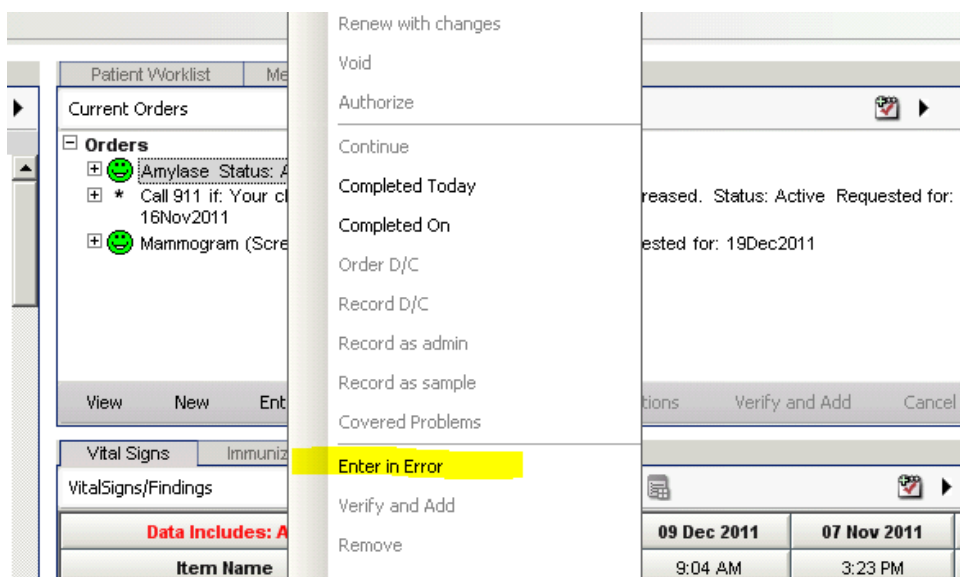 Renew with changes
Void
Authorize
Continue
Completed Today
Completed On
Order D/C
Record D/C
Record as admin
Record as sample
Covered Problems
Enter in Error
Verify and Add
Remove
Patient Worklist Me
Current Orders
Orders
Amylase Status: A
* Call 911 if: Your ch
reased. Status: Active Requested for:
16Nov2011
Mammogram (Scre
ested for: 19Dec2011
View New Ent
tions Verify and Add Cancel
Vital Signs Immuniz
VitalSigns/Findings
Data Includes: A
09 Dec 2011 07 Nov 2011
Item Name
9:04 AM 3:23 PM